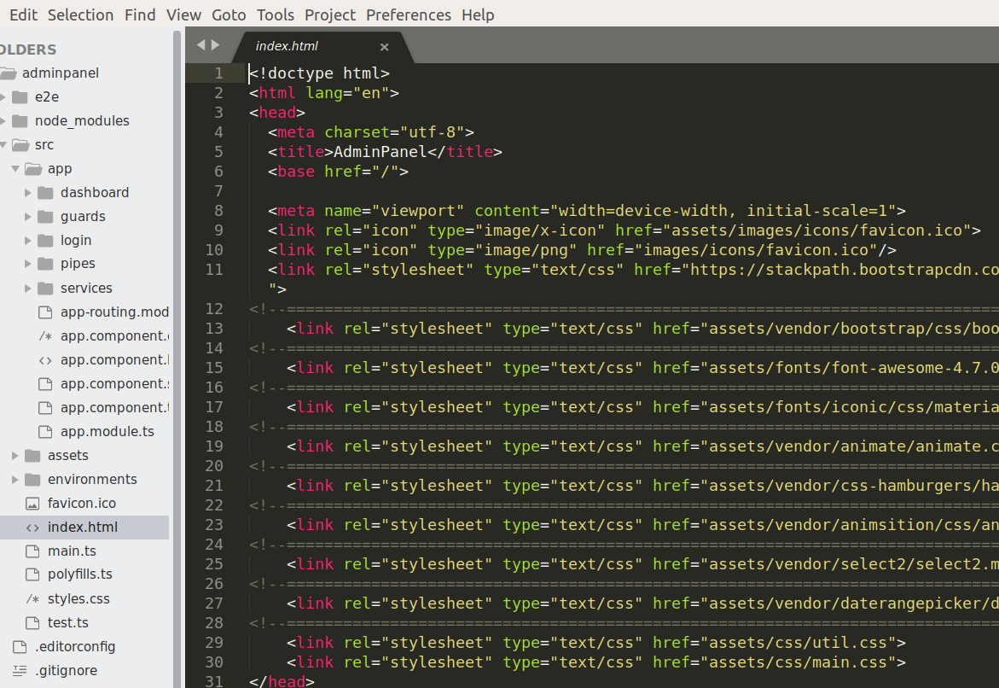 Edit Selection Find View Goto Tools Project Preferences Help
OLDERS
adminpanel
e2e
node_modules
src
app
dashboard
guards
login
pipes
services
app-routing.mod
app.component.
app.component.
app.component.
app.component.
app.module.ts
assets
environments
favicon.ico
index.html
main.ts
polyfills.ts
styles.css
test.ts
.editorconfig
.gitignore
index.html
1 <!doctype html>
2 <html lang="en">
3 <head>
4 <meta charset="utf-8">
5 <title>AdminPanel</title>
6 <base href="/">
7
8 <meta name="viewport" content="width=device-width, initial-scale=1">
9 <link rel="icon" type="image/x-icon" href="assets/images/icons/favicon.ico">
10 <link rel="icon" type="image/png" href="images/icons/favicon.ico"/>
11 <link rel="stylesheet" type="text/css" href="https://stackpath.bootstrapcdn.co
">
12 <!--============================================================================
13 <link rel="stylesheet" type="text/css" href="assets/vendor/bootstrap/css/boo
14 <!--============================================================================
15 <link rel="stylesheet" type="text/css" href="assets/fonts/font-awesome-4.7.0
16 <!--============================================================================
17 <link rel="stylesheet" type="text/css" href="assets/fonts/iconic/css/materia
18 <!--============================================================================
19 <link rel="stylesheet" type="text/css" href="assets/vendor/animate/animate.c
20 <!--============================================================================
21 <link rel="stylesheet" type="text/css" href="assets/vendor/css-hamburgers/ha
22 <!--============================================================================
23 <link rel="stylesheet" type="text/css" href="assets/vendor/animsition/css/an
24 <!--============================================================================
25 <link rel="stylesheet" type="text/css" href="assets/vendor/select2/select2.m
26 <!--============================================================================
27 <link rel="stylesheet" type="text/css" href="assets/vendor/daterangepicker/d
28 <!--============================================================================
29 <link rel="stylesheet" type="text/css" href="assets/css/util.css">
30 <link rel="stylesheet" type="text/css" href="assets/css/main.css">
31 </head>